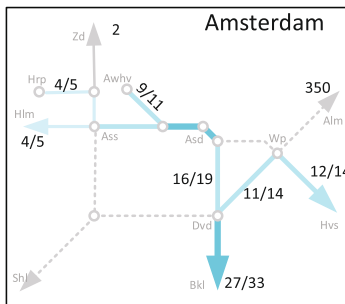 Amsterdam
Zd
2
Hrp
4/5
Awhv
9/11
350
Hlm
Alm
4/5
Ass
Asd
Wp
16/19
12/14
11/14
Dvd
Hvs
Shl
Bkl
27/33